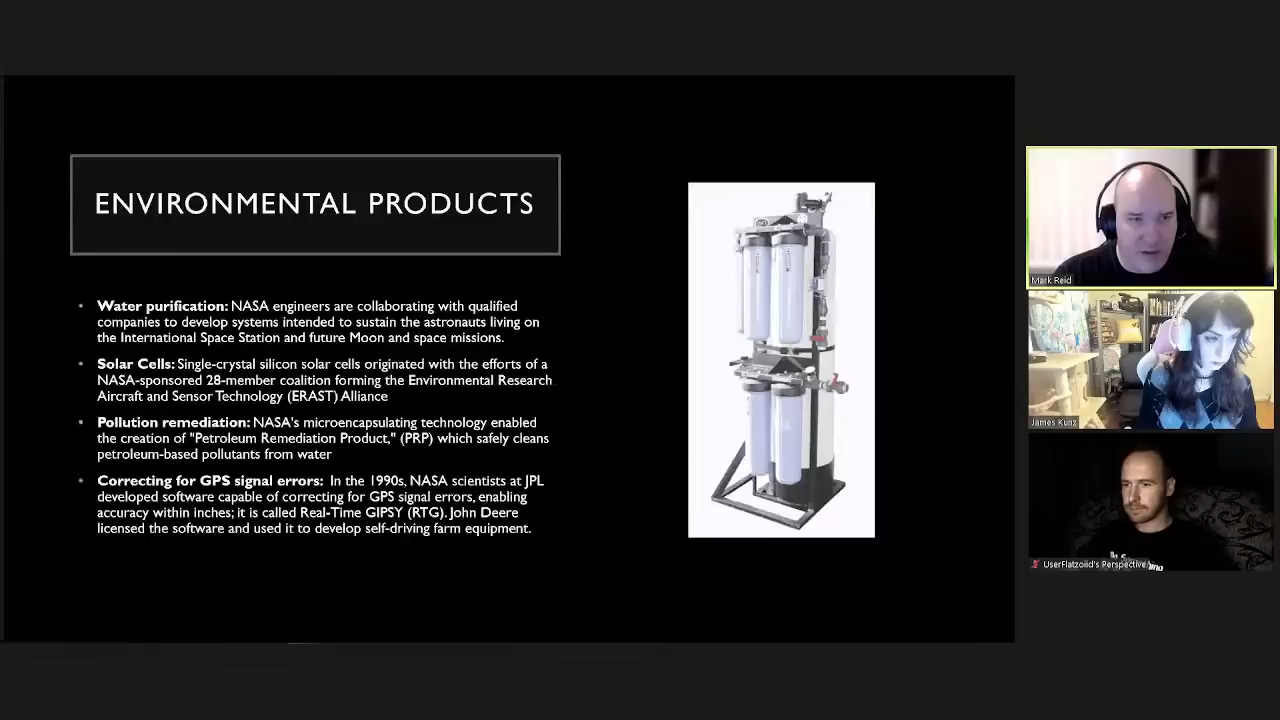 ENVIRONMENTAL PRODUCTS
• Water purification: NASA engineers are collaborating with qualified
companies to develop systems intended to sustain the astronauts living on
the International Space Station and future Moon and space missions.
• Solar Cells: Single-crystal silicon solar cells originated with the efforts of a
NASA-sponsored 28-member coalition forming the Environmental Research
Aircraft and Sensor Technology (ERAST) Alliance
• Pollution remediation: NASA's microencapsulating technology enabled
the creation of "Petroleum Remediation Product," (PRP) which safely cleans
petroleum-based pollutants from water
• Correcting for GPS signal errors: In the 1990s, NASA scientists at JPL
developed software capable of correcting for GPS signal errors, enabling
accuracy within inches; it is called Real-Time GIPSY (RTG). John Deere
licensed the software and used it to develop self-driving farm equipment.
Mark Reid
James Kunz
UserFlatzoiid's Perspective